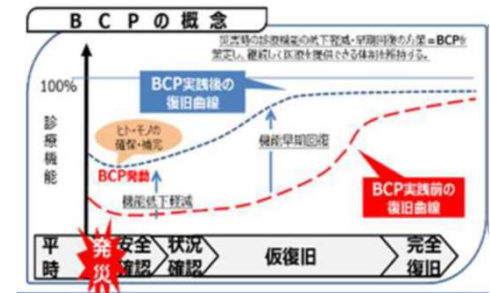 BCPの概念
災害時の診療機能の低下軽減・早期回復の方策=BCPを
策定し、継続して医療を提供できる体制を維持する。
100%
診療機能
BCP実践後の
復旧曲線
ヒト・モノの
確保・補完
BCP発動
機能低下軽減
機能早期回復
BCP実践前の
復旧曲線
平時
発災
安全確認
状況確認
仮復旧
完全復旧